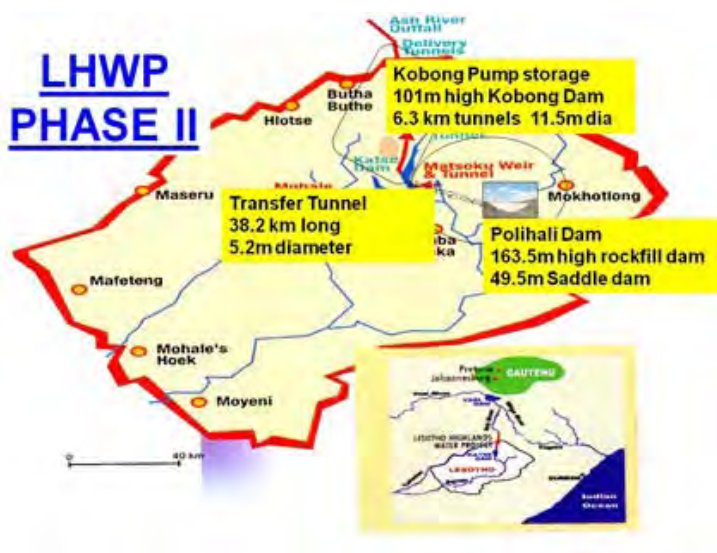 LHWP
PHASE II
Ash River
Outfall
Delivery
Tunnels
Kobong Pump storage
101m high Kobong Dam
6.3 km tunnels 11.5m dia
Butha
Buthe
Hlotse
Tunnel
Katse
Dam
Matsoku Weir
& Tunnel
Maseru
Mohale
Mokhotlong
Transfer Tunnel
38.2 km long
5.2m diameter
Polihali Dam
163.5m high rockfill dam
49.5m Saddle dam
Mafeteng
Mohale's
Hoek
Moyeni
0 40 km
Johannesburg
LESOTHO HIGHLANDS
WATER PROJECT
LESOTHO
Indian
Ocean